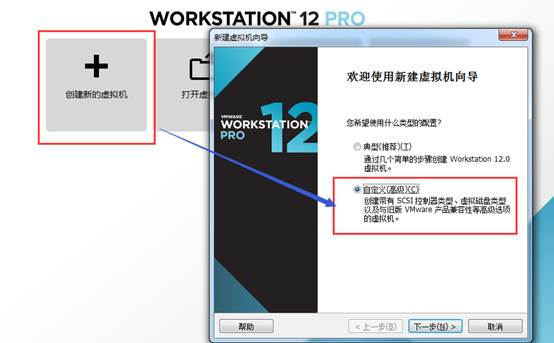 WORKSTATION™ 12 PRO
创建新的虚拟机
打开虚
新建虚拟机向导
VMWARE
WORKSTATION™
PRO
12
欢迎使用新建虚拟机向导
您希望使用什么类型的配置?
典型(推荐)(T)
通过几个简单的步骤创建 Workstation 12.0
虚拟机。
自定义(高级)(C)
创建带有 SCSI 控制器类型、虚拟磁盘类型
以及与旧版 VMware 产品兼容性等高级选项
的虚拟机。
帮助
< 上一步(B)
下一步(N) >
取消